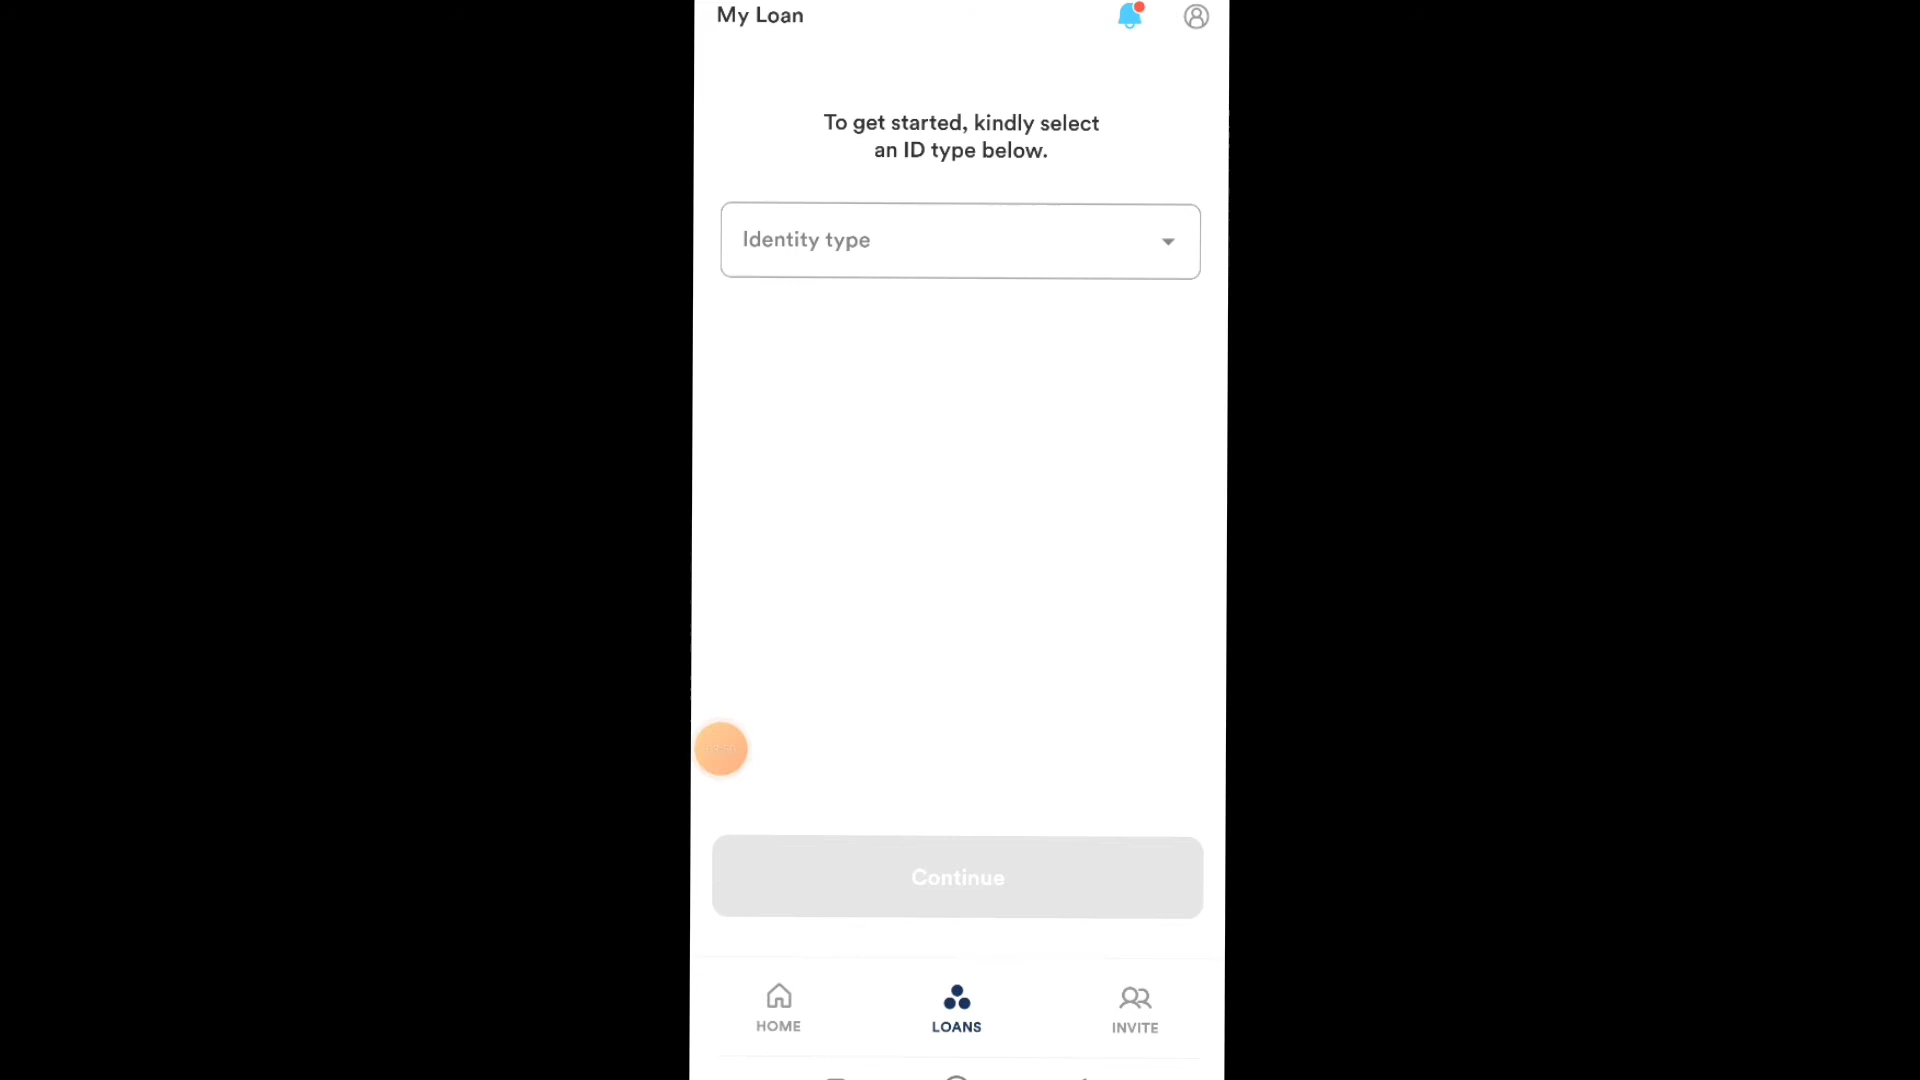 My Loan
To get started, kindly select
an ID type below.
Identity type
Continue
HOME
LOANS
INVITE